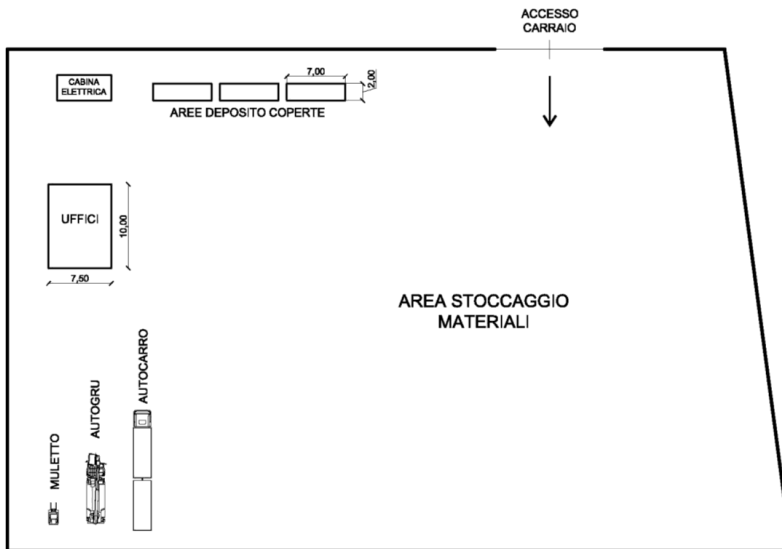 ACCESSO
CARRAIO
CABINA
ELETTRICA
7,00
2,00
AREE DEPOSITO COPERTE
UFFICI
10,00
7,50
AREA STOCCAGGIO
MATERIALI
MULETTO
AUTOGRU
AUTOCARRO